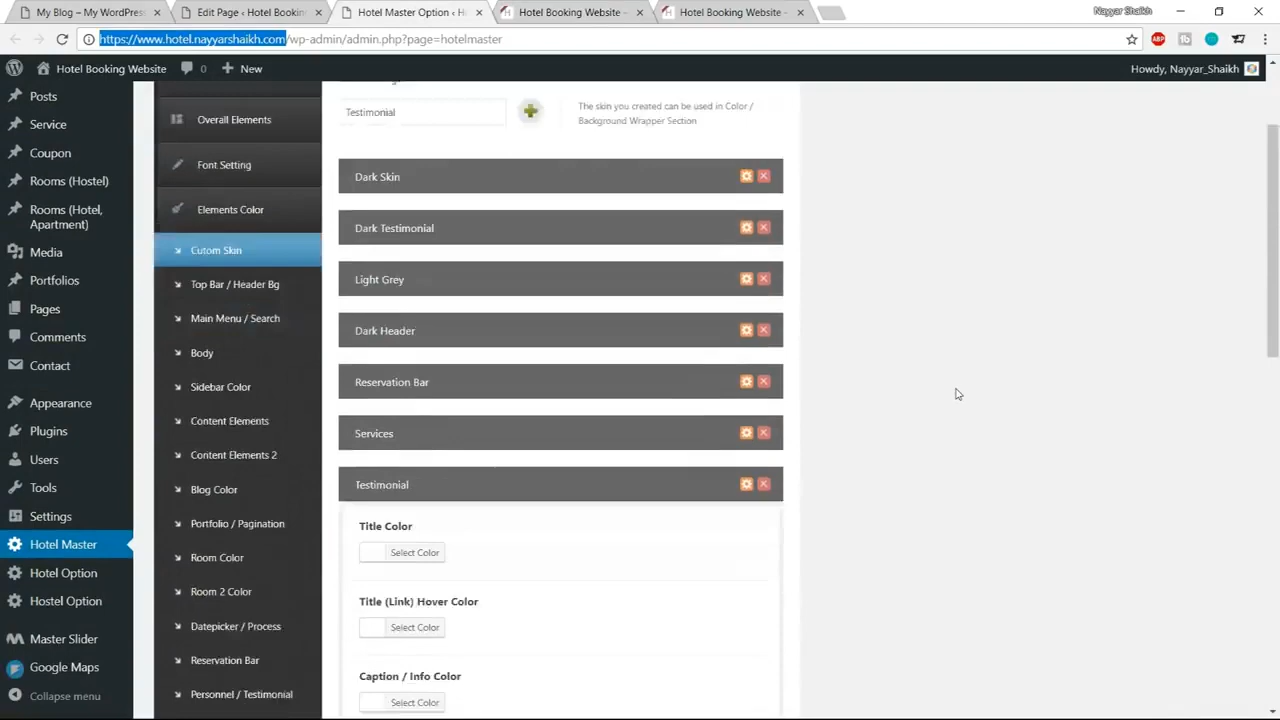 My Blog – My WordPress
Edit Page ‹ Hotel Booking
Hotel Master Option ‹ H
Hotel Booking Website –
Hotel Booking Website –
Nayyar Shaikh
https://www.hotel.nayyarshaikh.com/wp-admin/admin.php?page=hotelmaster
ABP
Hotel Booking Website
0
New
Howdy, Nayyar_Shaikh
Posts
Service
Coupon
Rooms (Hostel)
Rooms (Hotel,
Apartment)
Media
Portfolios
Pages
Comments
Contact
Appearance
Plugins
Users
Tools
Settings
Hotel Master
Hotel Option
Hostel Option
Master Slider
Google Maps
Collapse menu
Overall Elements
Font Setting
Elements Color
Cutom Skin
Top Bar / Header Bg
Main Menu / Search
Body
Sidebar Color
Content Elements
Content Elements 2
Blog Color
Portfolio / Pagination
Room Color
Room 2 Color
Datepicker / Process
Reservation Bar
Personnel / Testimonial
Testimonial
The skin you created can be used in Color /
Background Wrapper Section
Dark Skin
Dark Testimonial
Light Grey
Dark Header
Reservation Bar
Services
Testimonial
Title Color
Select Color
Title (Link) Hover Color
Select Color
Caption / Info Color
Select Color